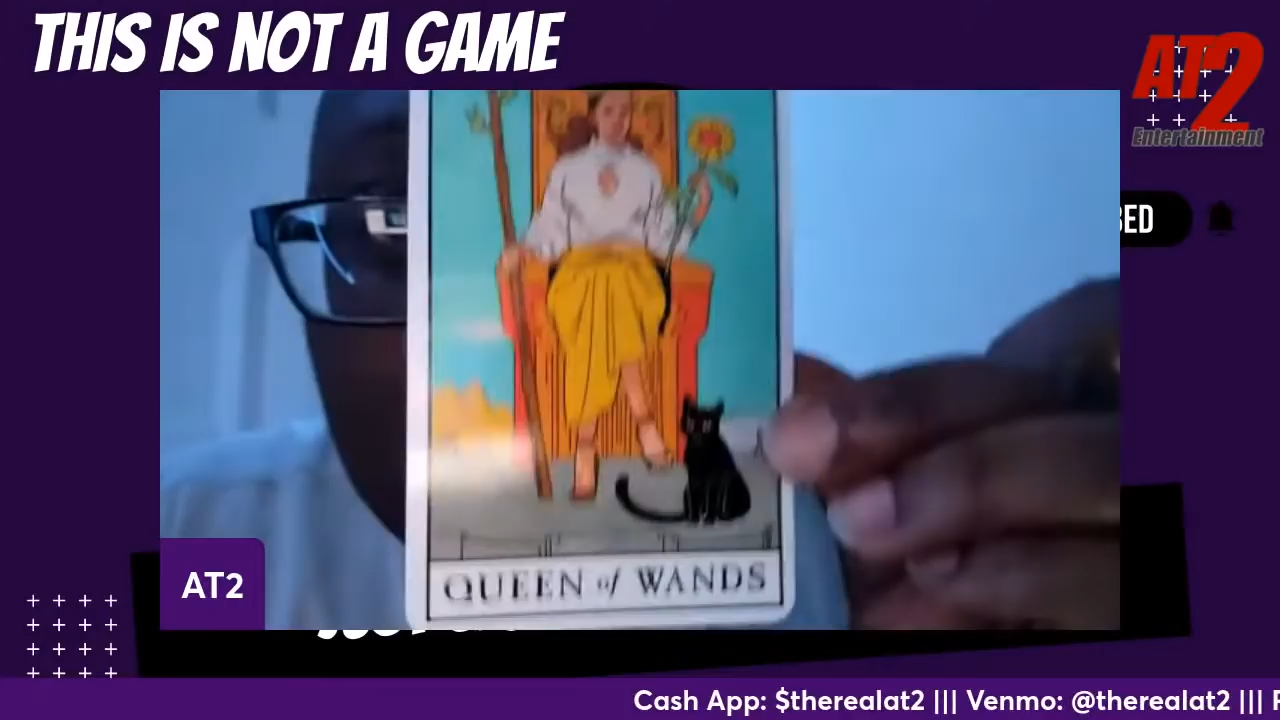 THIS IS NOT A GAME
AT2
Entertainment
BED
QUEEN of WANDS
AT2
Cash App: $therealat2 ||| Venmo: @therealat2 |||